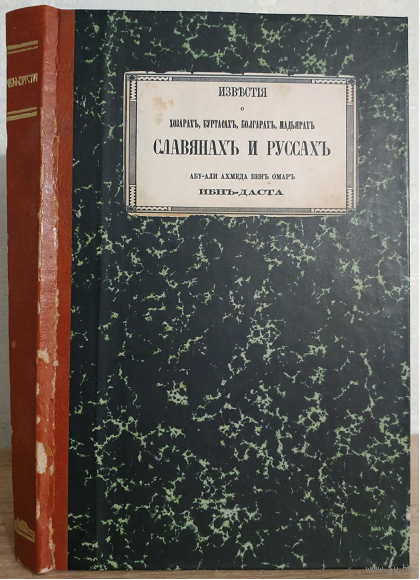 ИЗВѢСТІЯ
о
ХОЗАРАХЪ, БУРТАСАХЪ, БОЛГАРАХЪ, МАДЬЯРАХЪ
СЛАВЯНАХЪ И РУССАХЪ
АБУ-АЛИ АХМЕДА БЕНЪ ОМАРЪ
ИБНЪ-ДАСТА